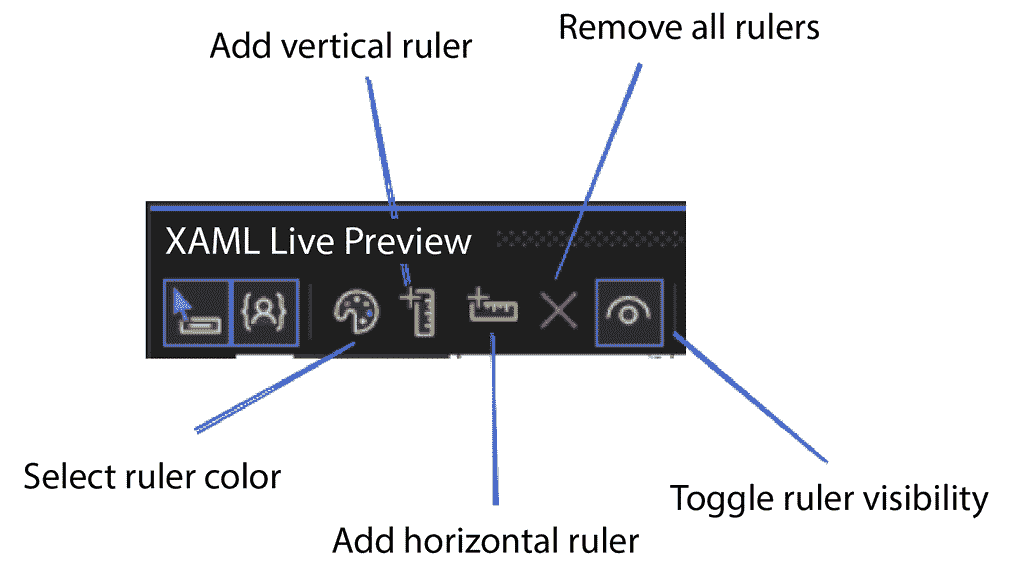 Add vertical ruler
Remove all rulers
XAML Live Preview
Select ruler color
Toggle ruler visibility
Add horizontal ruler